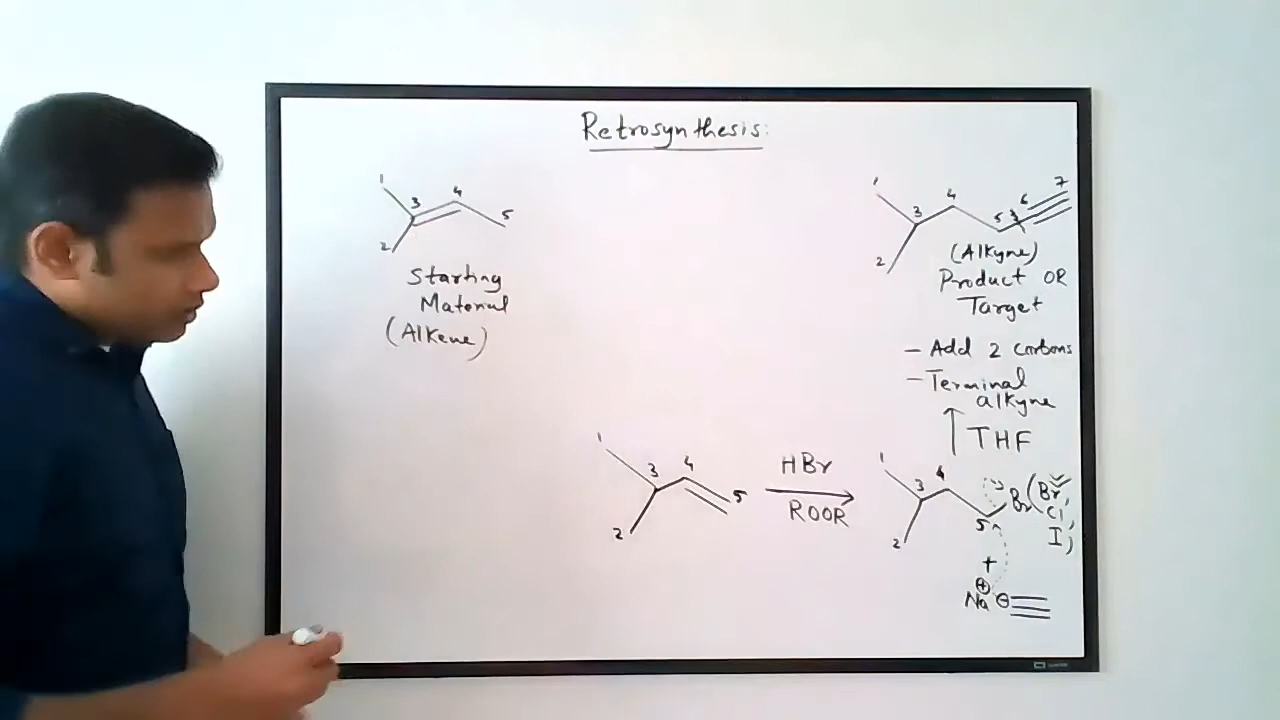 Retrosynthesis:
1
2
3
4
5
Starting
Material
(Alkene)
1
2
3
4
5
6
7
(Alkyne)
Product OR
Target
- Add 2 carbons
- Terminal
alkyne
↑ THF
1
2
3
4
5
HBr
ROOR
1
2
3
4
5
Br (Br,
Cl,
I)
+
⊕
Na ⊖